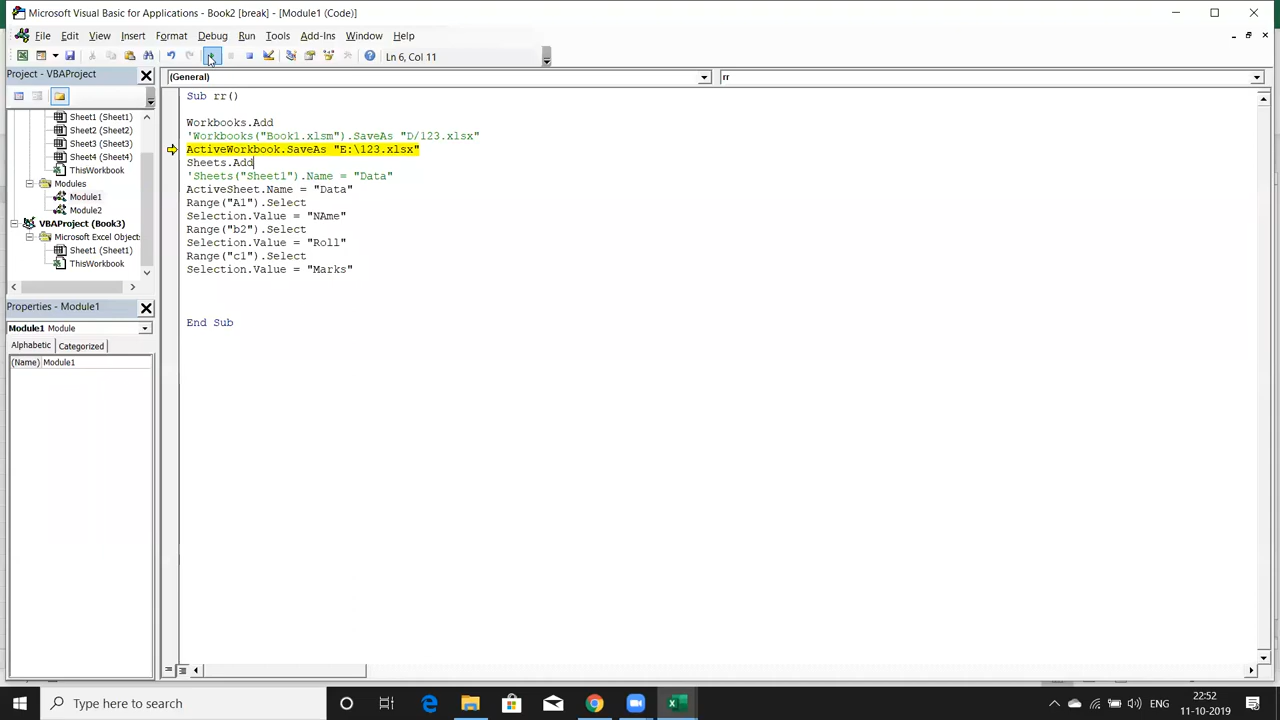 Microsoft Visual Basic for Applications - Book2 [break] - [Module1 (Code)]
File Edit View Insert Format Debug Run Tools Add-Ins Window Help
Ln 6, Col 11
Project - VBAProject
(General)
rr
Sheet1 (Sheet1)
Sheet2 (Sheet2)
Sheet3 (Sheet3)
Sheet4 (Sheet4)
ThisWorkbook
Modules
Module1
Module2
VBAProject (Book3)
Microsoft Excel Objects
Sheet1 (Sheet1)
ThisWorkbook
Properties - Module1
Module1 Module
Alphabetic Categorized
(Name) Module1
Sub rr()
Workbooks.Add
'Workbooks("Book1.xlsm").SaveAs "D/123.xlsx"
ActiveWorkbook.SaveAs "E:\123.xlsx"
Sheets.Add
'Sheets("Sheet1").Name = "Data"
ActiveSheet.Name = "Data"
Range("A1").Select
Selection.Value = "NAme"
Range("b2").Select
Selection.Value = "Roll"
Range("c1").Select
Selection.Value = "Marks"
End Sub
Type here to search
ENG
22:52
11-10-2019